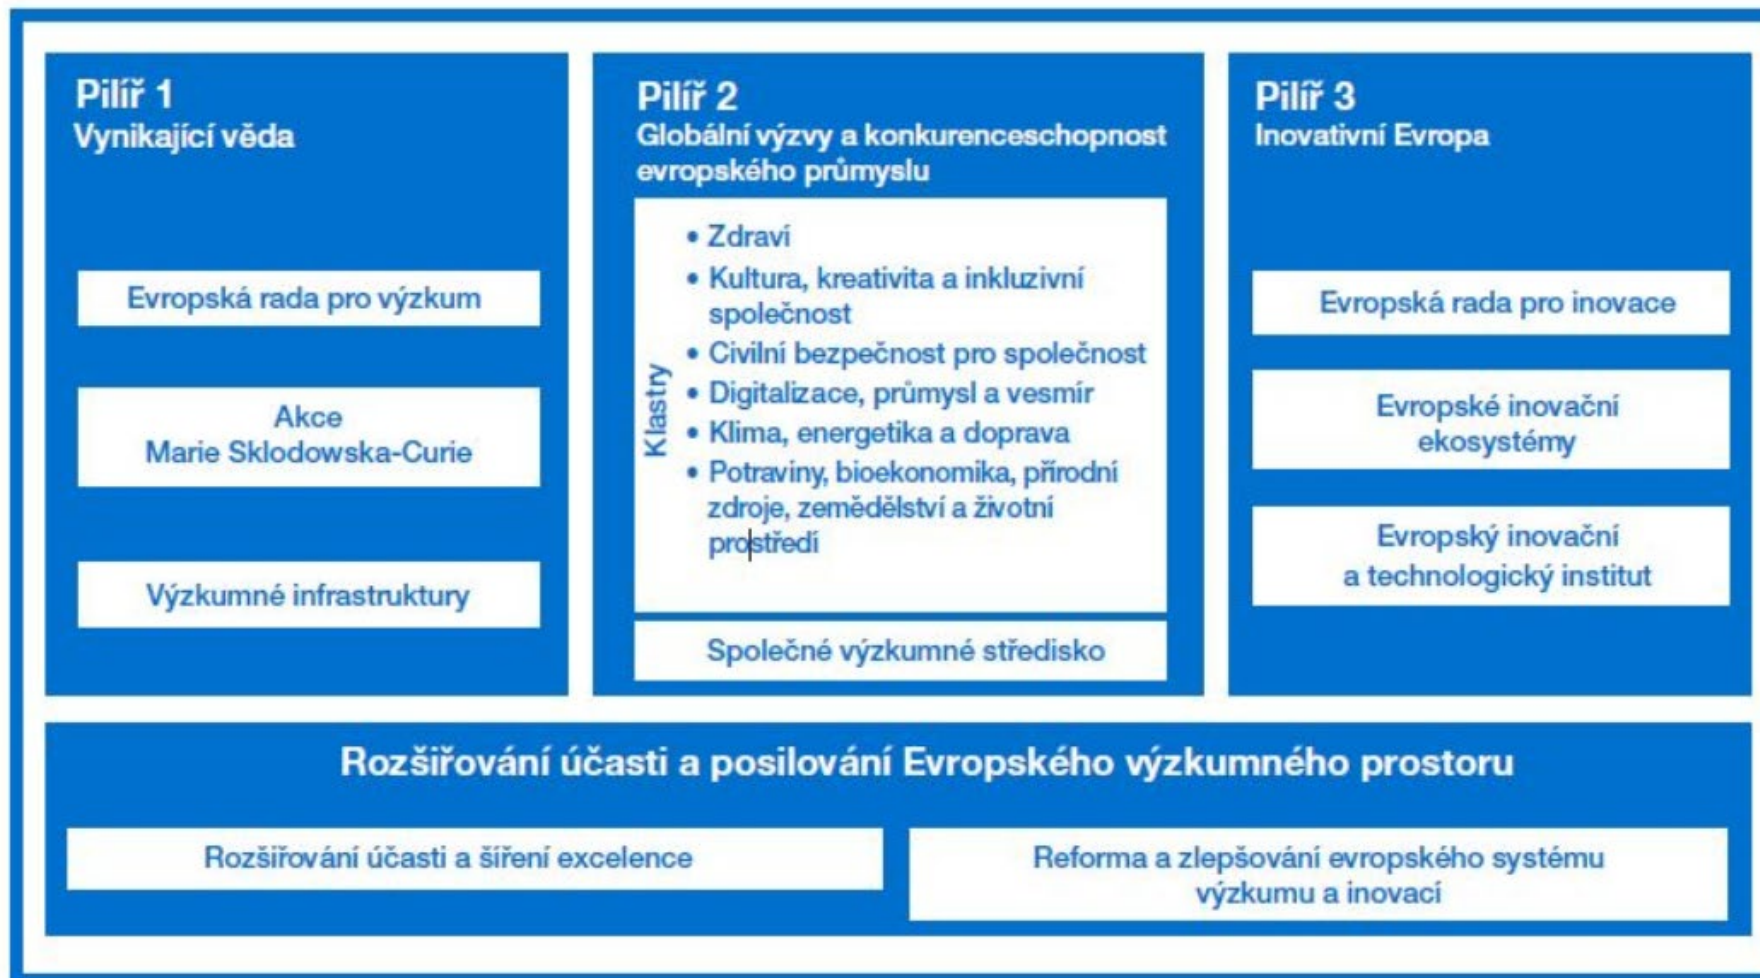 Pilíř 1
Vynikající věda
Evropská rada pro výzkum
Akce
Marie Sklodowska-Curie
Výzkumné infrastruktury
Pilíř 2
Globální výzvy a konkurenceschopnost
evropského průmyslu
Klastry
• Zdraví
• Kultura, kreativita a inkluzivní
společnost
• Civilní bezpečnost pro společnost
• Digitalizace, průmysl a vesmír
• Klima, energetika a doprava
• Potraviny, bioekonomika, přírodní
zdroje, zemědělství a životní
prostředí
Společné výzkumné středisko
Pilíř 3
Inovativní Evropa
Evropská rada pro inovace
Evropské inovační
ekosystémy
Evropský inovační
a technologický institut
Rozšiřování účasti a posilování Evropského výzkumného prostoru
Rozšiřování účasti a šíření excelence
Reforma a zlepšování evropského systému
výzkumu a inovací